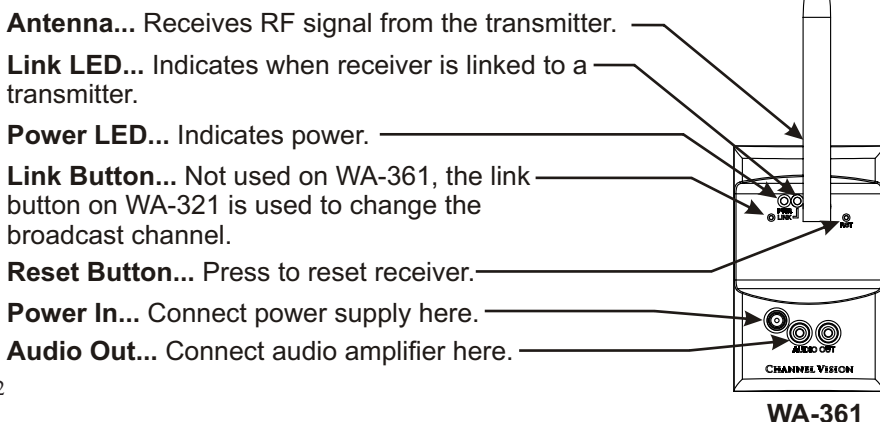 Antenna... Receives RF signal from the transmitter.
Link LED... Indicates when receiver is linked to a
transmitter.
Power LED... Indicates power.
Link Button... Not used on WA-361, the link
button on WA-321 is used to change the
broadcast channel.
Reset Button... Press to reset receiver.
Power In... Connect power supply here.
Audio Out... Connect audio amplifier here.
2
PWR
LINK
RST
AUDIO OUT
CHANNEL VISION
WA-361